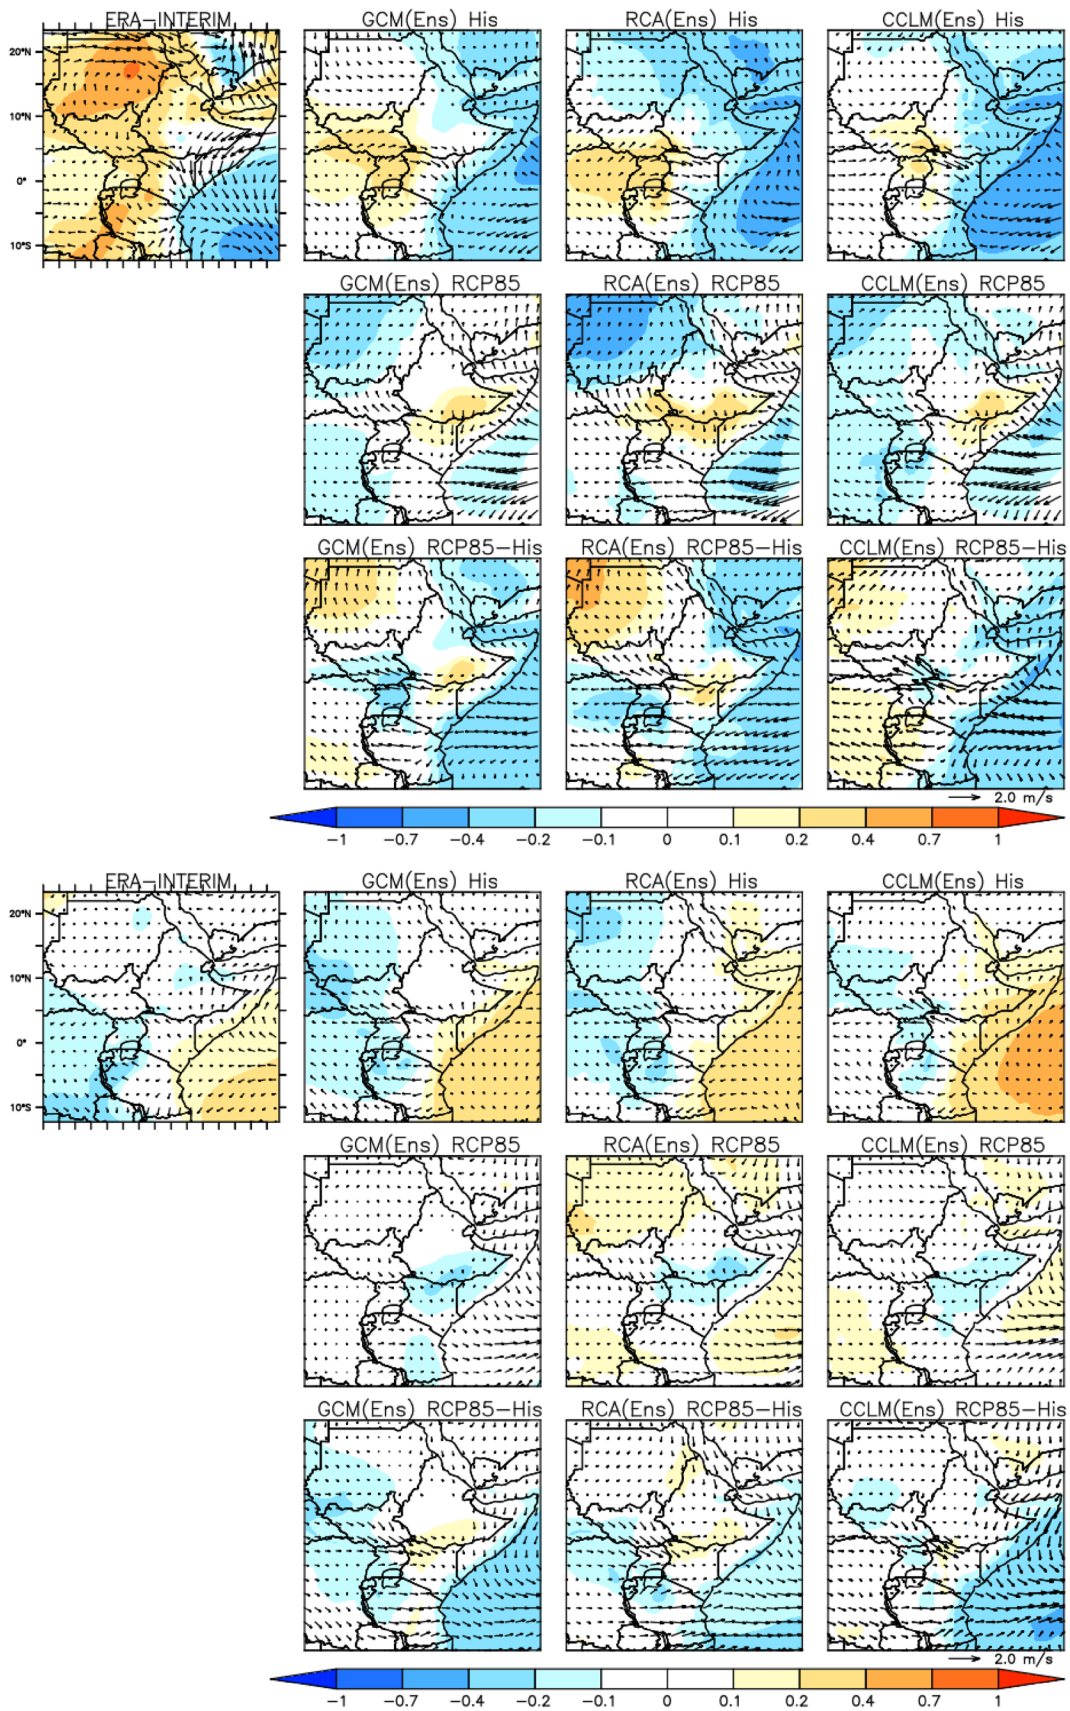 ERA-INTERIM GCM(Ens) His RCA(Ens) His CCLM(Ens) His
20°N
10°N
0°
10°S
GCM(Ens) RCP85 RCA(Ens) RCP85 CCLM(Ens) RCP85
GCM(Ens) RCP85-His RCA(Ens) RCP85-His CCLM(Ens) RCP85-His
2.0 m/s
-1 -0.7 -0.4 -0.2 -0.1 0 0.1 0.2 0.4 0.7 1
ERA-INTERIM GCM(Ens) His RCA(Ens) His CCLM(Ens) His
20°N
10°N
0°
10°S
GCM(Ens) RCP85 RCA(Ens) RCP85 CCLM(Ens) RCP85
GCM(Ens) RCP85-His RCA(Ens) RCP85-His CCLM(Ens) RCP85-His
2.0 m/s
-1 -0.7 -0.4 -0.2 -0.1 0 0.1 0.2 0.4 0.7 1